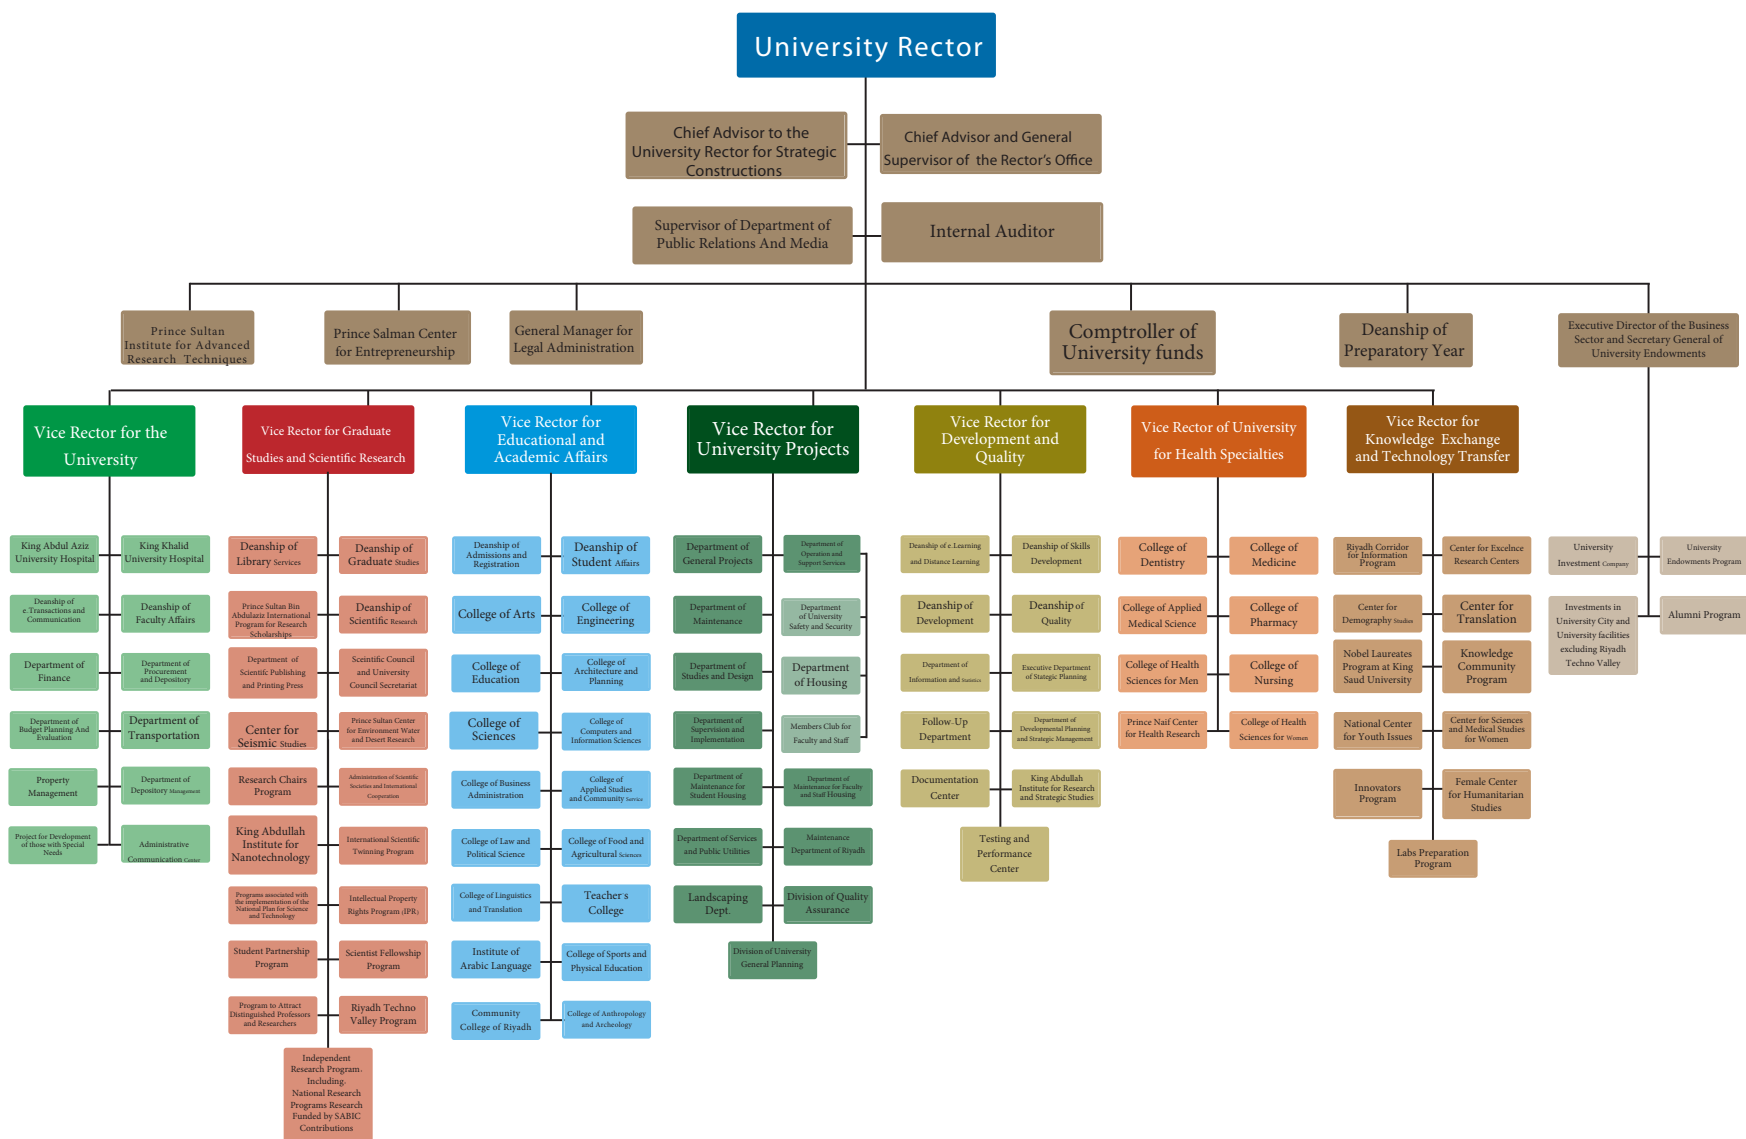 University Rector
Chief Advisor to the
University Rector for Strategic
Constructions
Chief Advisor and General
Supervisor of the Rector's Office
Supervisor of Department of
Public Relations And Media
Internal Auditor
Prince Sultan
Institute for Advanced
Research Techniques
Prince Salman Center
for Entrepreneurship
General Manager for
Legal Administration
Comptroller of
University funds
Deanship of
Preparatory Year
Executive Director of the Business
Sector and Secretary General of
University Endowments
Vice Rector for the
University
Vice Rector for Graduate
Studies and Scientific Research
Vice Rector for
Educational and
Academic Affairs
Vice Rector for
University Projects
Vice Rector for
Development and
Quality
Vice Rector of University
for Health Specialties
Vice Rector for
Knowledge Exchange
and Technology Transfer
King Abdul Aziz
University Hospital
King Khalid
University Hospital
Deanship of
e.Transactions and
Communication
Deanship of
Faculty Affairs
Department of
Finance
Department of
Procurement
and Depository
Department of
Budget Planning And
Evaluation
Department of
Transportation
Property
Management
Department of
Depository Management
Project for Development
of those with Special
Needs
Administrative
Communication Center
Deanship of
Library Services
Deanship of
Graduate Studies
Prince Sultan Bin
Abdulaziz International
Program for Research
Scholarships
Deanship of
Scientific Research
Department of
Scientifc Publishing
and Printing Press
Sceintific Council
and University
Council Secretariat
Center for
Seismic Studies
Prince Sultan Center
for Environment Water
and Desert Research
Research Chairs
Program
Administration of Scientific
Societies and International
Cooperation
King Abdullah
Institute for
Nanotechnology
International Scientific
Twinning Program
Programs associated with
the implementation of the
National Plan for Science
and Technology
Intellectual Property
Rights Program (IPR)
Student Partnership
Program
Scientist Fellowship
Program
Program to Attract
Distinguished Professors
and Researchers
Riyadh Techno
Valley Program
Independent
Research Program.
Including.
National Research
Programs Research
Funded by SABIC
Contributions
Deanship of
Admissions and
Registration
Deanship of
Student Affairs
College of Arts
College of
Engineering
College of
Education
College of
Architecture and
Planning
College of
Sciences
College of
Computers and
Information Sciences
College of Business
Administration
College of
Applied Studies
and Community Service
College of Law and
Political Science
College of Food and
Agricultural Sciences
College of Linguistics
and Translation
Teacher's
College
Institute of
Arabic Language
College of Sports and
Physical Education
Community
College of Riyadh
College of Anthropology
and Archeology
Department of
General Projects
Department of
Operation and
Support Services
Department of
Maintenance
Department
of University
Safety and Security
Department of
Studies and Design
Department
of Housing
Department of
Supervision and
Implementation
Members Club for
Faculty and Staff
Department of
Maintenance for
Student Housing
Department of
Maintenance for Faculty
and Staff Housing
Department of Services
and Public Utilities
Maintenance
Department of Riyadh
Landscaping
Dept.
Division of Quality
Assurance
Division of University
General Planning
Deanship of e.Learning
and Distance Learning
Deanship of Skills
Development
Deanship of
Development
Deanship of
Quality
Department of
Information and Statistics
Executive Department
of Stategic Planning
Follow-Up
Department
Department of
Developmental Planning
and Strategic Management
Documentation
Center
King Abdullah
Institute for Research
and Strategic Studies
Testing and
Performance
Center
College of
Dentistry
College of
Medicine
College of Applied
Medical Science
College of
Pharmacy
College of Health
Sciences for Men
College of
Nursing
Prince Naif Center
for Health Research
College of Health
Sciences for Women
Riyadh Corridor
for Information
Program
Center for Excelnce
Research Centers
Center for
Demography Studies
Center for
Translation
Nobel Laureates
Program at King
Saud University
Knowledge
Community
Program
National Center
for Youth Issues
Center for Sciences
and Medical Studies
for Women
Innovators
Program
Female Center
for Humanitarian
Studies
Labs Preparation
Program
University
Investment Company
University
Endowments Program
Investments in
University City and
University facilities
excluding Riyadh
Techno Valley
Alumni Program